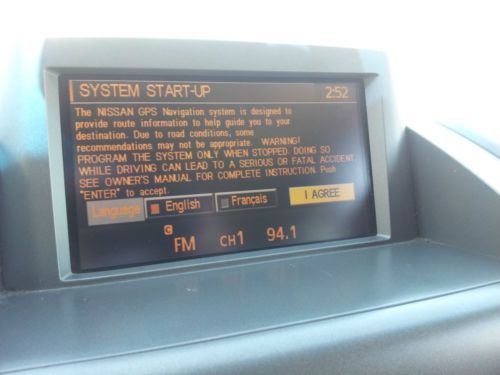 SYSTEM START-UP 2:52
The NISSAN GPS Navigation system is designed to
provide route information to help guide you to your
destination. Due to road conditions, some
recommendations may not be appropriate. WARNING!
PROGRAM THE SYSTEM ONLY WHEN STOPPED. DOING SO
WHILE DRIVING CAN LEAD TO A SERIOUS OR FATAL ACCIDENT.
SEE OWNER'S MANUAL FOR COMPLETE INSTRUCTION. Push
"ENTER" to accept.
Language English Français I AGREE
C
FM CH1 94.1